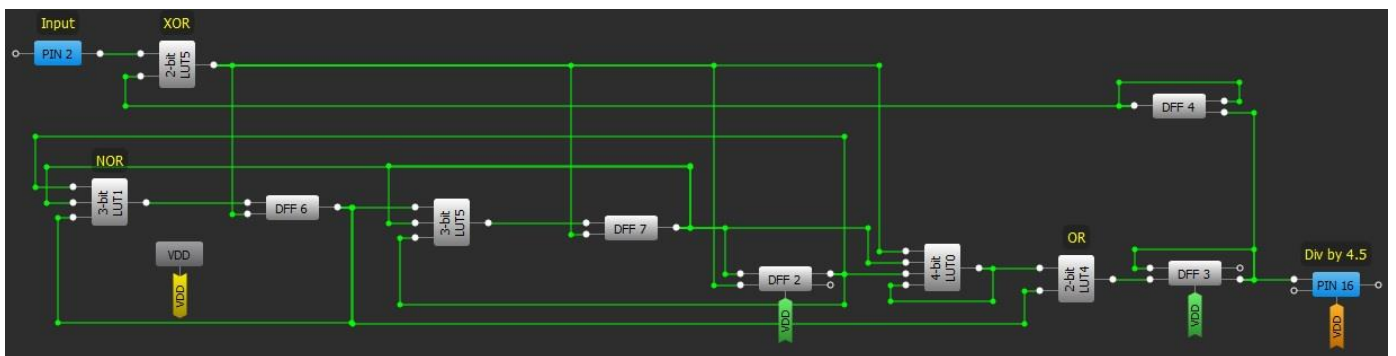 Input
XOR
PIN 2
2-bit
LUT5
DFF 4
NOR
3-bit
LUT1
DFF 6
3-bit
LUT5
DFF 7
VDD
VDD
DFF 2
VDD
4-bit
LUT0
OR
2-bit
LUT4
DFF 3
VDD
Div by 4.5
PIN 16
VDD